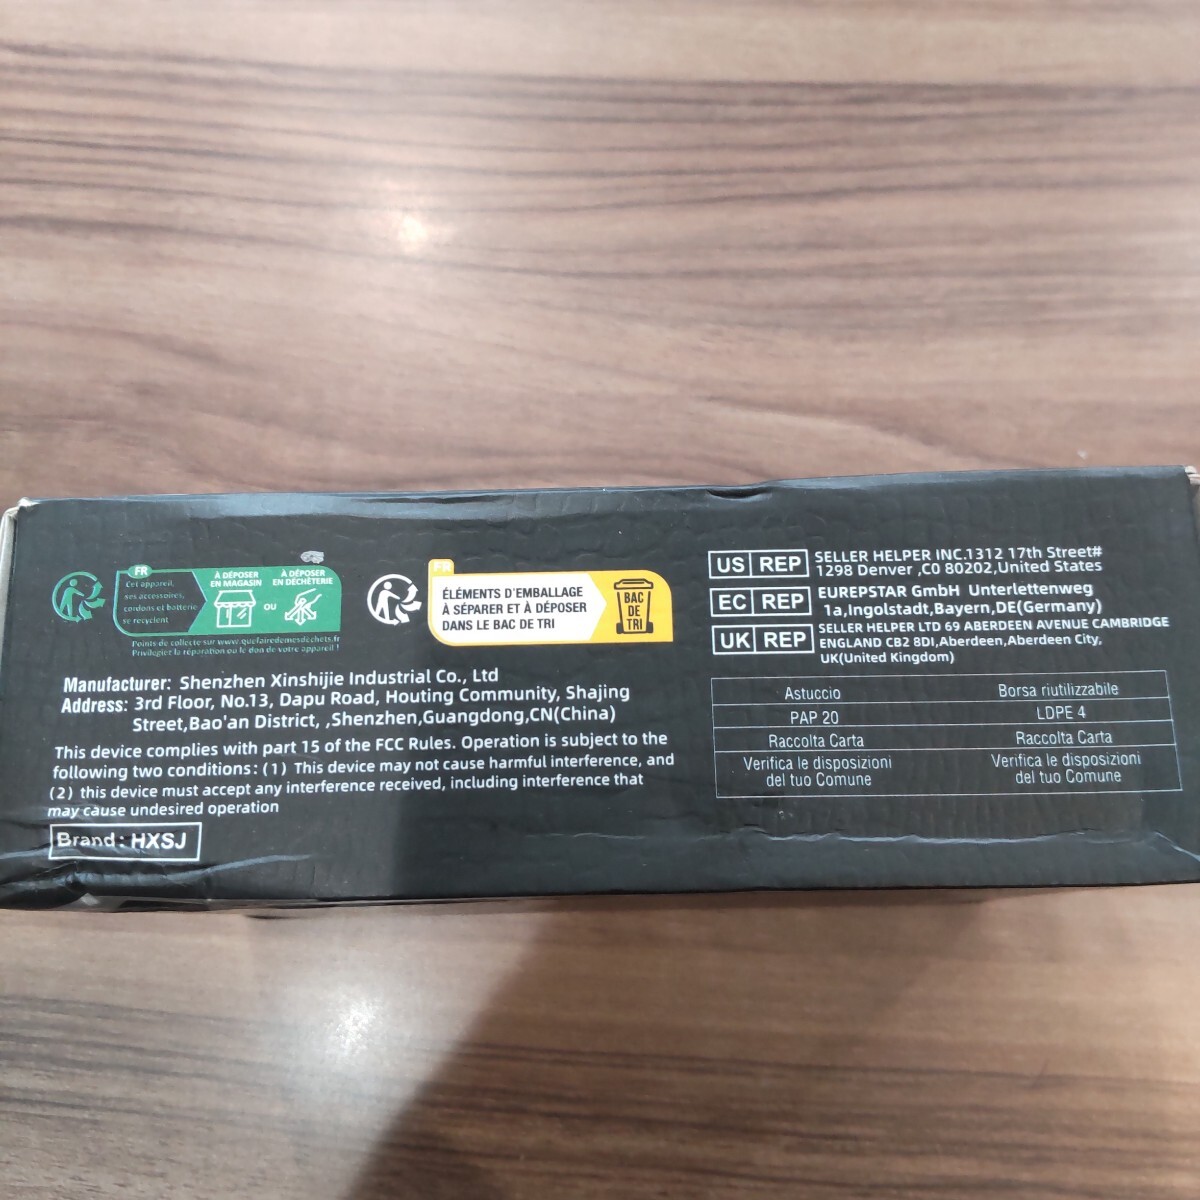 FR
Cet appareil,
ses accessoires,
cordons et batterie
se recyclent
À DÉPOSER
EN MAGASIN
OU
À DÉPOSER
EN DÉCHÈTERIE
Points de collecte sur www.quefairedemesdechets.fr
Privilégiez la réparation ou le don de votre appareil !
FR
ÉLÉMENTS D'EMBALLAGE
À SÉPARER ET À DÉPOSER
DANS LE BAC DE TRI
BAC
DE
TRI
Manufacturer: Shenzhen Xinshijie Industrial Co., Ltd
Address: 3rd Floor, No.13, Dapu Road, Houting Community, Shajing
Street,Bao'an District, ,Shenzhen,Guangdong,CN(China)
This device complies with part 15 of the FCC Rules. Operation is subject to the
following two conditions: (1) This device may not cause harmful interference, and
(2) this device must accept any interference received, including interference that
may cause undesired operation
Brand: HXSJ
US REP SELLER HELPER INC.1312 17th Street#
1298 Denver ,CO 80202,United States
EC REP EUREPSTAR GmbH Unterlettenweg
1a,Ingolstadt,Bayern,DE(Germany)
UK REP SELLER HELPER LTD 69 ABERDEEN AVENUE CAMBRIDGE
ENGLAND CB2 8DI,Aberdeen,Aberdeen City,
UK(United Kingdom)
Astuccio Borsa riutilizzabile
PAP 20 LDPE 4
Raccolta Carta Raccolta Carta
Verifica le disposizioni Verifica le disposizioni
del tuo Comune del tuo Comune